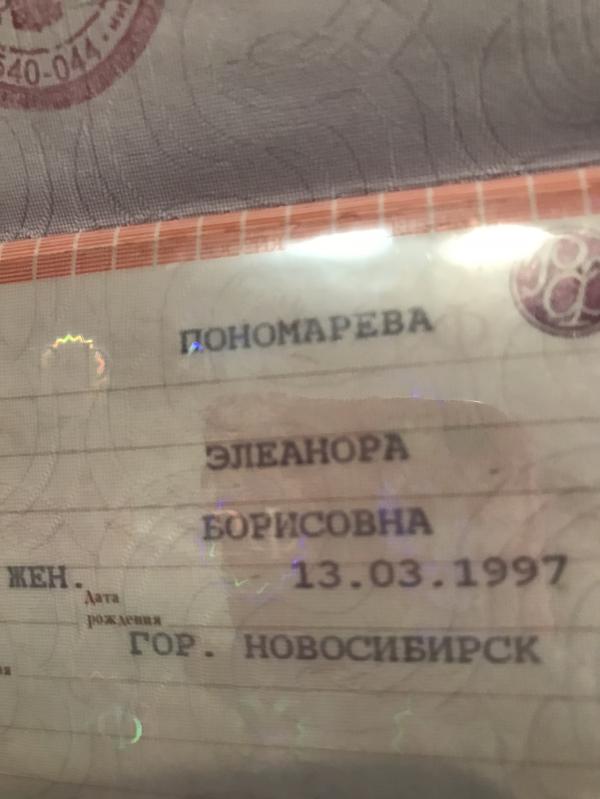 540-044
ПОНОМАРЕВА
ЭЛЕАНОРА
БОРИСОВНА
ЖЕН. 13.03.1997
Дата
рождения
ГОР. НОВОСИБИРСК